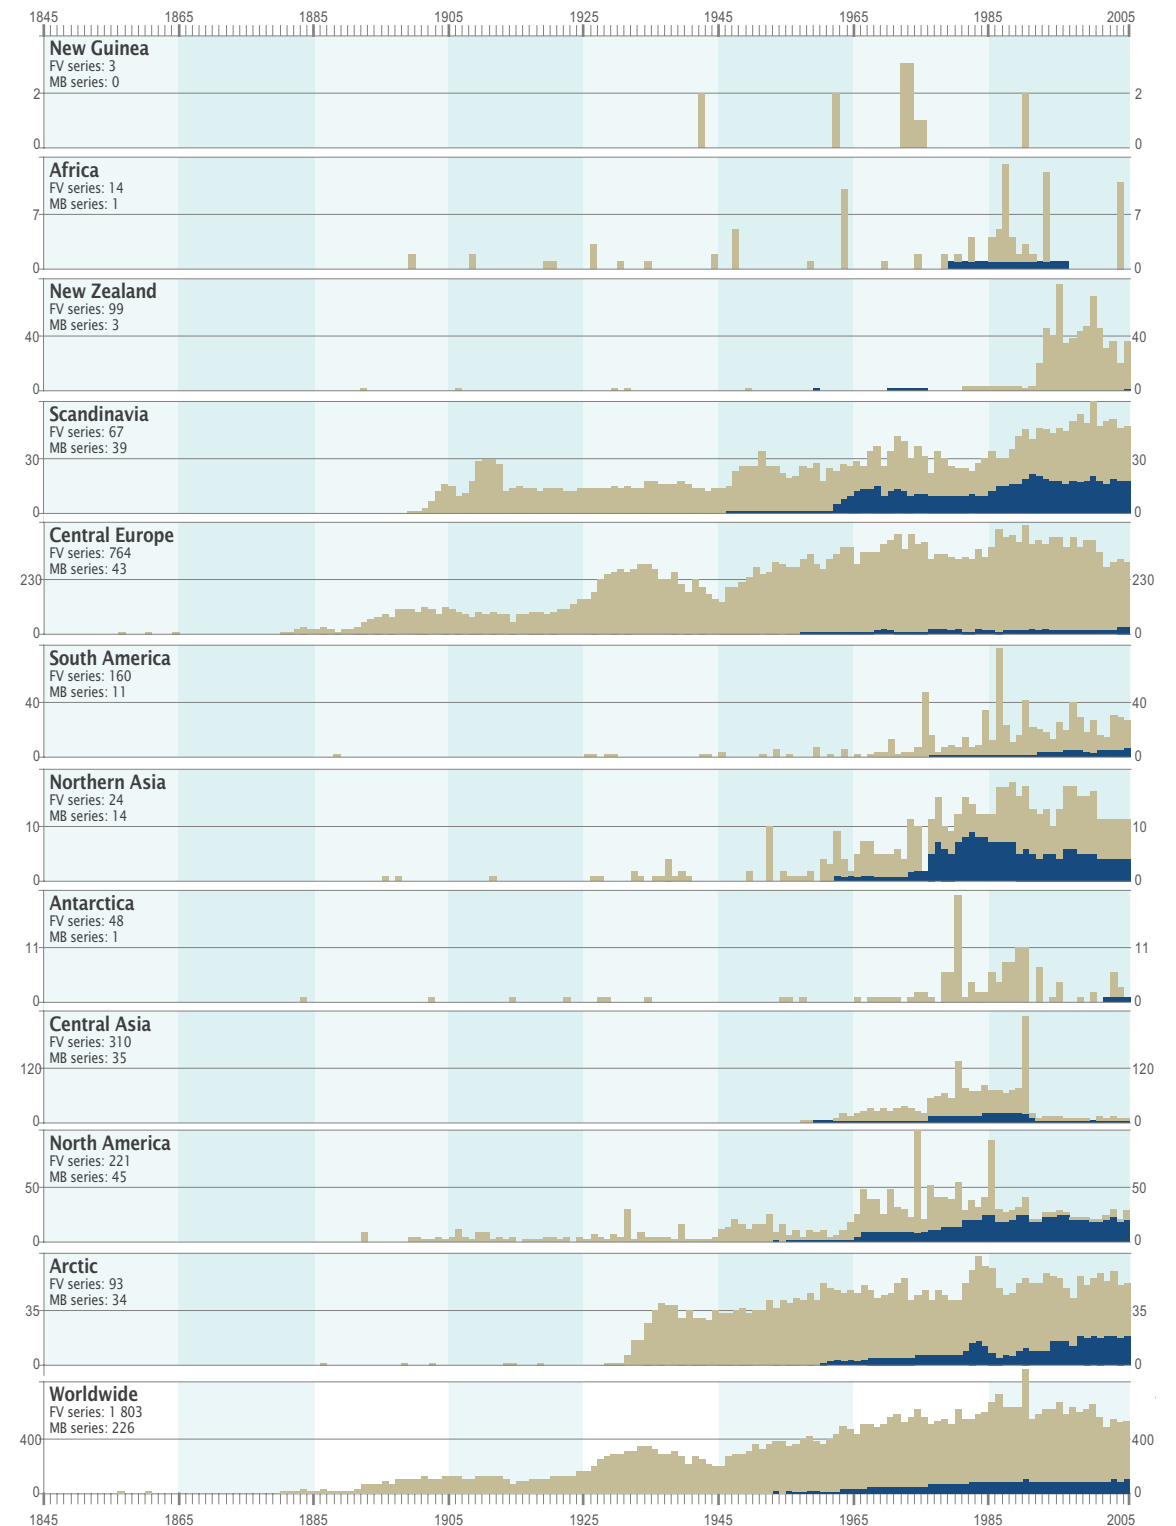 1845 1865 1885 1905 1925 1945 1965 1985 2005
New Guinea
FV series: 3
MB series: 0
2 2
0 0
Africa
FV series: 14
MB series: 1
7 7
0 0
New Zealand
FV series: 99
MB series: 3
40 40
0 0
Scandinavia
FV series: 67
MB series: 39
30 30
0 0
Central Europe
FV series: 764
MB series: 43
230 230
0 0
South America
FV series: 160
MB series: 11
40 40
0 0
Northern Asia
FV series: 24
MB series: 14
10 10
0 0
Antarctica
FV series: 48
MB series: 1
11 11
0 0
Central Asia
FV series: 310
MB series: 35
120 120
0 0
North America
FV series: 221
MB series: 45
50 50
0 0
Arctic
FV series: 93
MB series: 34
35 35
0 0
Worldwide
FV series: 1 803
MB series: 226
400 400
0 0
1845 1865 1885 1905 1925 1945 1965 1985 2005